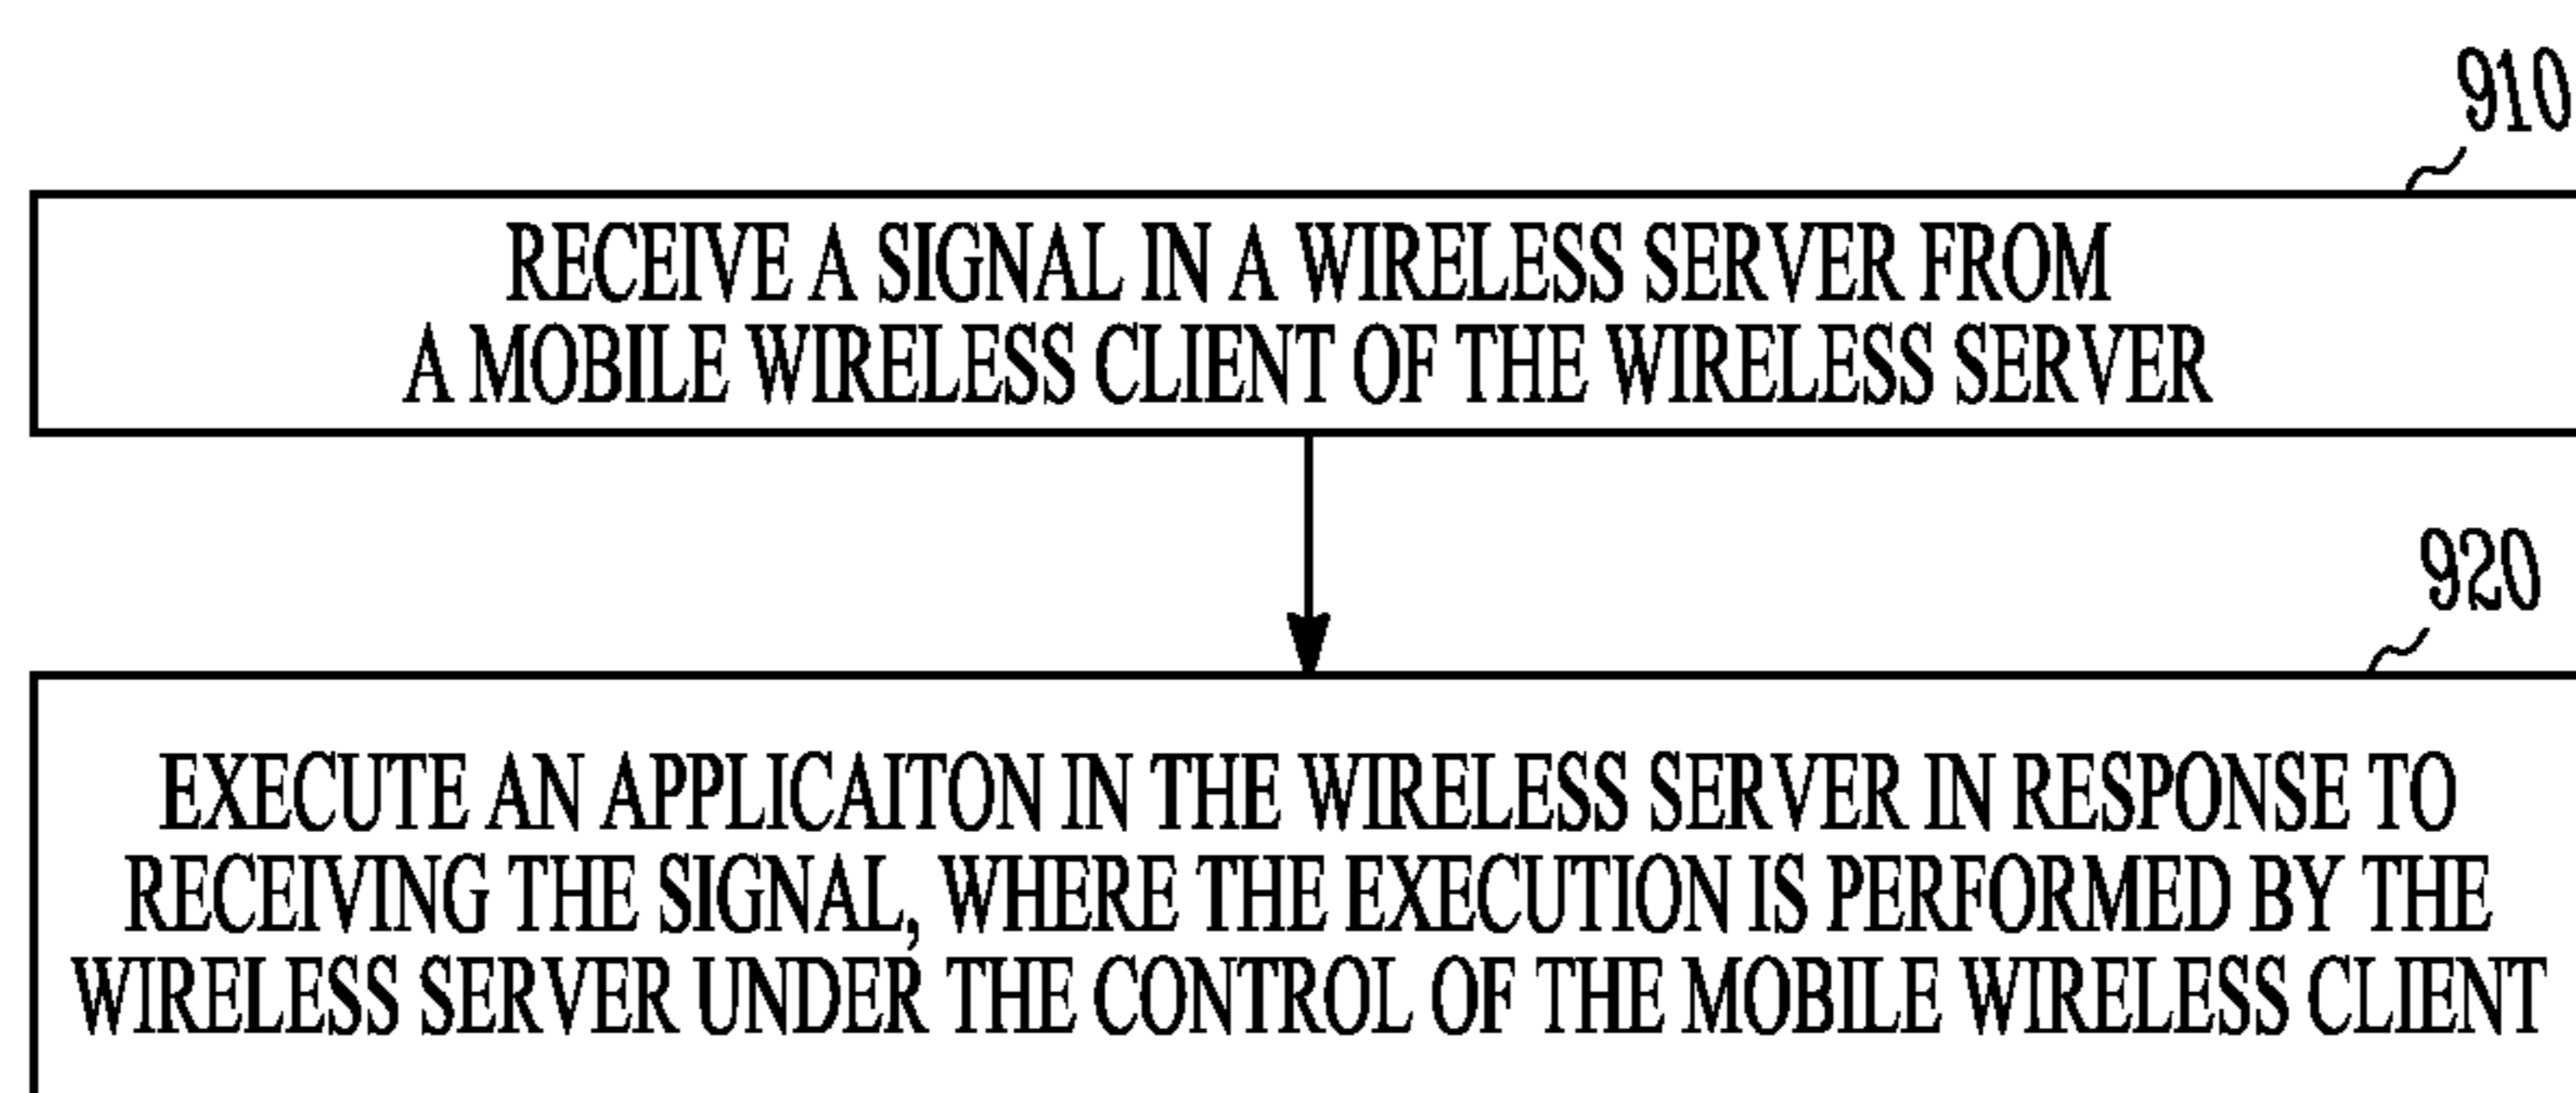 910
RECEIVE A SIGNAL IN A WIRELESS SERVER FROM
A MOBILE WIRELESS CLIENT OF THE WIRELESS SERVER
920
EXECUTE AN APPLICAITON IN THE WIRELESS SERVER IN RESPONSE TO
RECEIVING THE SIGNAL, WHERE THE EXECUTION IS PERFORMED BY THE
WIRELESS SERVER UNDER THE CONTROL OF THE MOBILE WIRELESS CLIENT